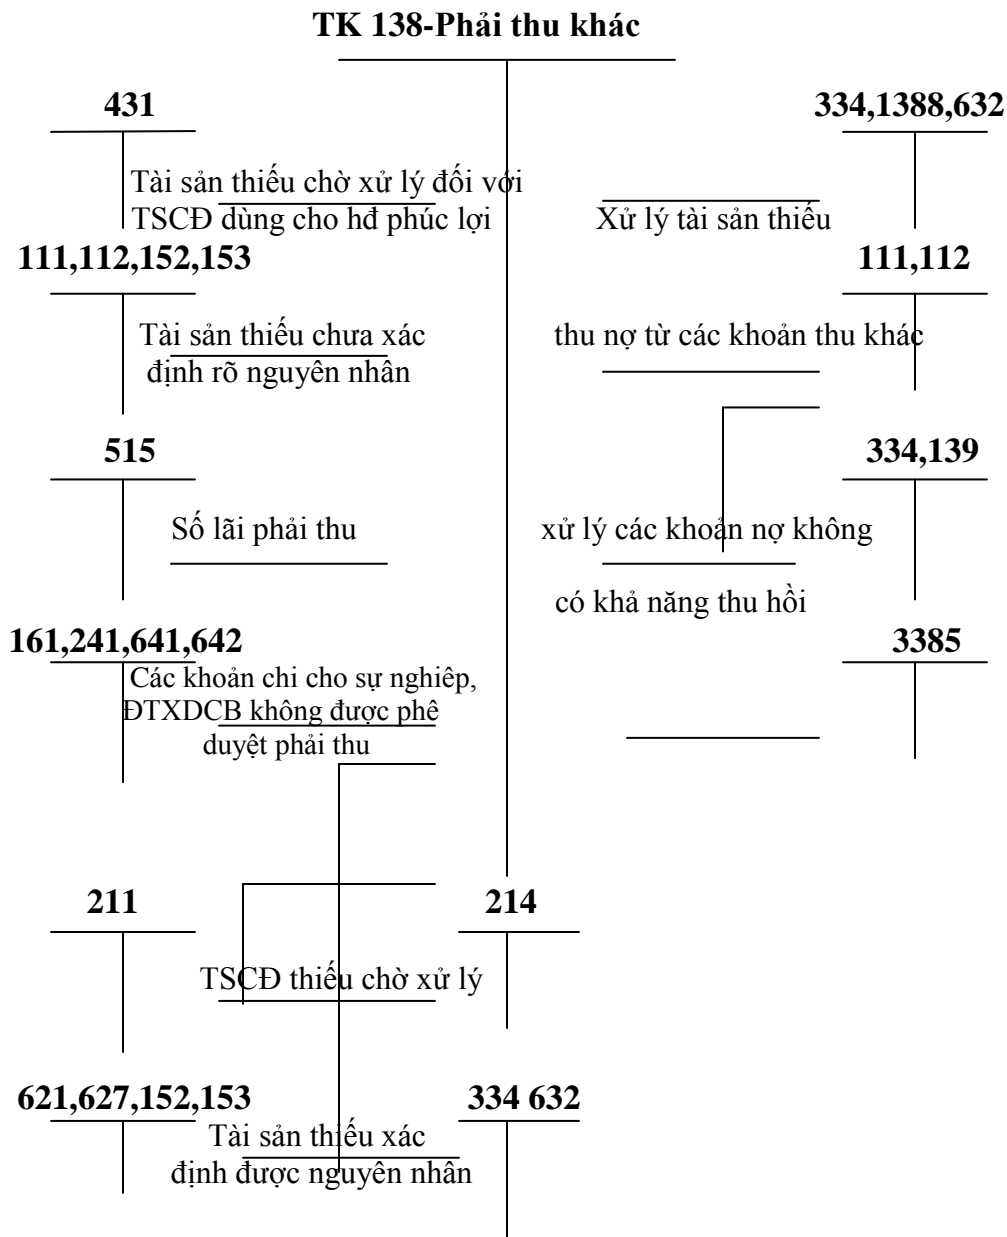 TK 138-Phải thu khác
431
334,1388,632
Tài sản thiếu chờ xử lý đối với
TSCĐ dùng cho hđ phúc lợi
Xử lý tài sản thiếu
111,112,152,153
111,112
Tài sản thiếu chưa xác
định rõ nguyên nhân
thu nợ từ các khoản thu khác
515
334,139
Số lãi phải thu
xử lý các khoản nợ không
có khả năng thu hồi
161,241,641,642
3385
Các khoản chi cho sự nghiêp,
ĐTXDCB không được phê
duyệt phải thu
211
214
TSCĐ thiếu chờ xử lý
621,627,152,153
334 632
Tài sản thiếu xác
định được nguyên nhân